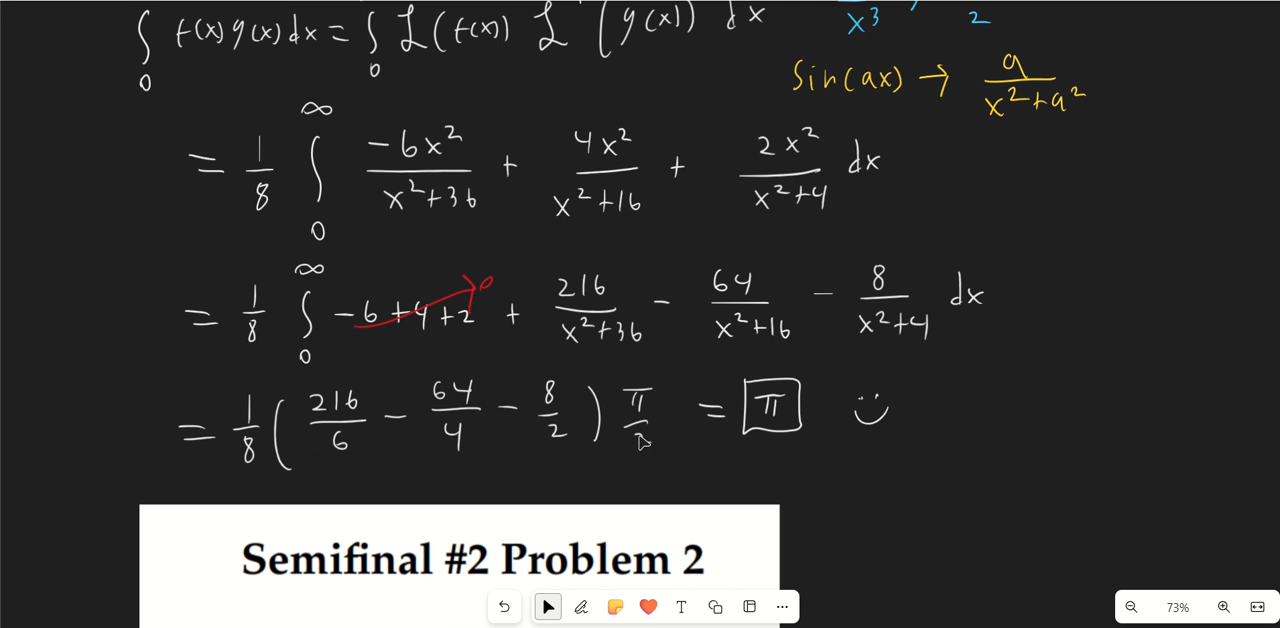 ∫₀ f(x) g(x) dx = ∫₀ ℒ(f(x)) ℒ (g(x)) dx
x³ , 2
Sin(ax) → a/(x²+a²)
= 1/8 ∫₀^∞ -6x²/(x²+36) + 4x²/(x²+16) + 2x²/(x²+4) dx
= 1/8 ∫₀^∞ -6+4+2 → 0 + 216/(x²+36) - 64/(x²+16) - 8/(x²+4) dx
= 1/8 (216/6 - 64/4 - 8/2) π/2 = π
Semifinal #2 Problem 2
T
73%